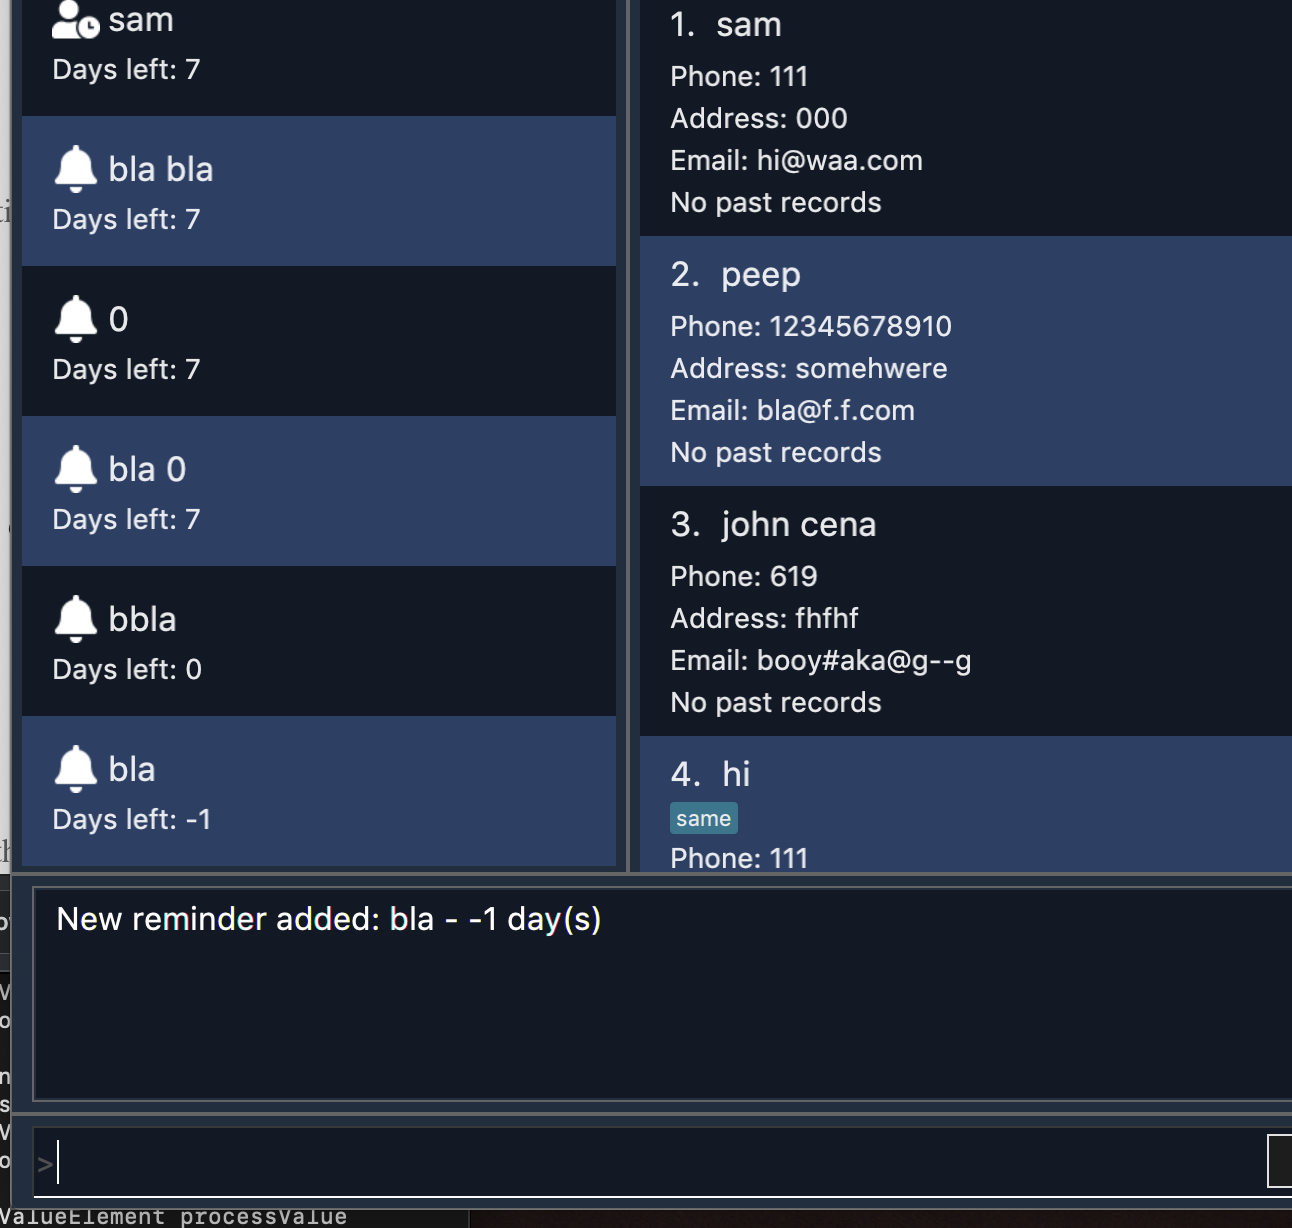 sam
Days left: 7
bla bla
Days left: 7
0
Days left: 7
bla 0
Days left: 7
bbla
Days left: 0
bla
Days left: -1
1. sam
Phone: 111
Address: 000
Email: hi@waa.com
No past records
2. peep
Phone: 12345678910
Address: somehwere
Email: bla@f.f.com
No past records
3. john cena
Phone: 619
Address: fhfhf
Email: booy#aka@g--g
No past records
4. hi
same
Phone: 111
New reminder added: bla - -1 day(s)
>
ValueElement processValue